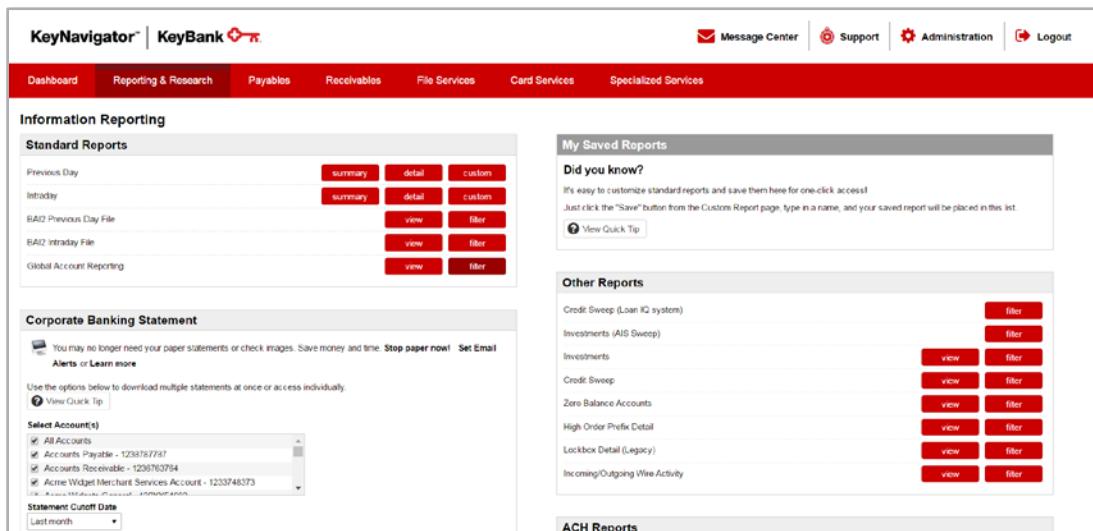 KeyNavigator™ | KeyBank
Message Center
Support
Administration
Logout
Dashboard
Reporting & Research
Payables
Receivables
File Services
Card Services
Specialized Services
Information Reporting
Standard Reports
Previous Day summary detail custom
Intraday summary detail custom
BAI2 Previous Day File view filter
BAI2 Intraday File view filter
Global Account Reporting view filter
Corporate Banking Statement
You may no longer need your paper statements or check images. Save money and time. Stop paper now! Set Email
Alerts or Learn more
Use the options below to download multiple statements at once or access individually.
View Quick Tip
Select Account(s)
All Accounts
Accounts Payable - 1238787787
Accounts Receivable - 1236763764
Acme Widget Merchant Services Account - 1233748373
Acme Widgets General -
Statement Cutoff Date
Last month
My Saved Reports
Did you know?
It's easy to customize standard reports and save them here for one-click access!
Just click the "Save" button from the Custom Report page, type in a name, and your saved report will be placed in this list.
View Quick Tip
Other Reports
Credit Sweep (Loan IQ system) filter
Investments (AIS Sweep) filter
Investments view filter
Credit Sweep view filter
Zero Balance Accounts view filter
High Order Prefix Detail view filter
Lockbox Detail (Legacy) view filter
Incoming/Outgoing Wire Activity view filter
ACH Reports